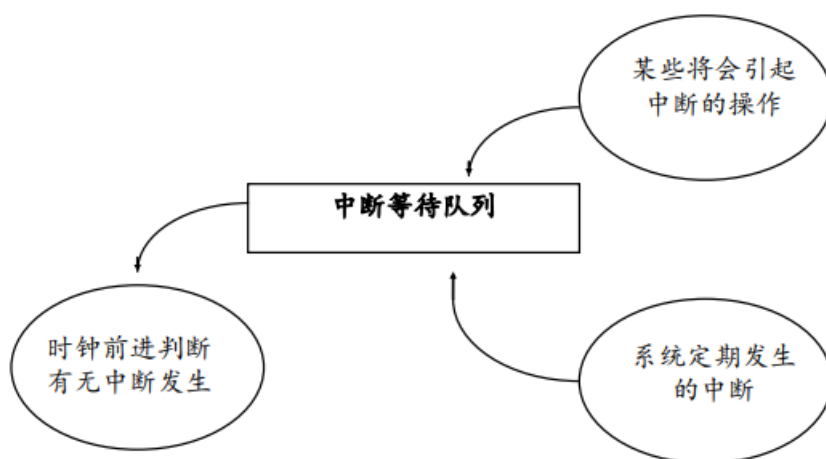 某些将会引起
中断的操作
中断等待队列
时钟前进判断
有无中断发生
系统定期发生
的中断